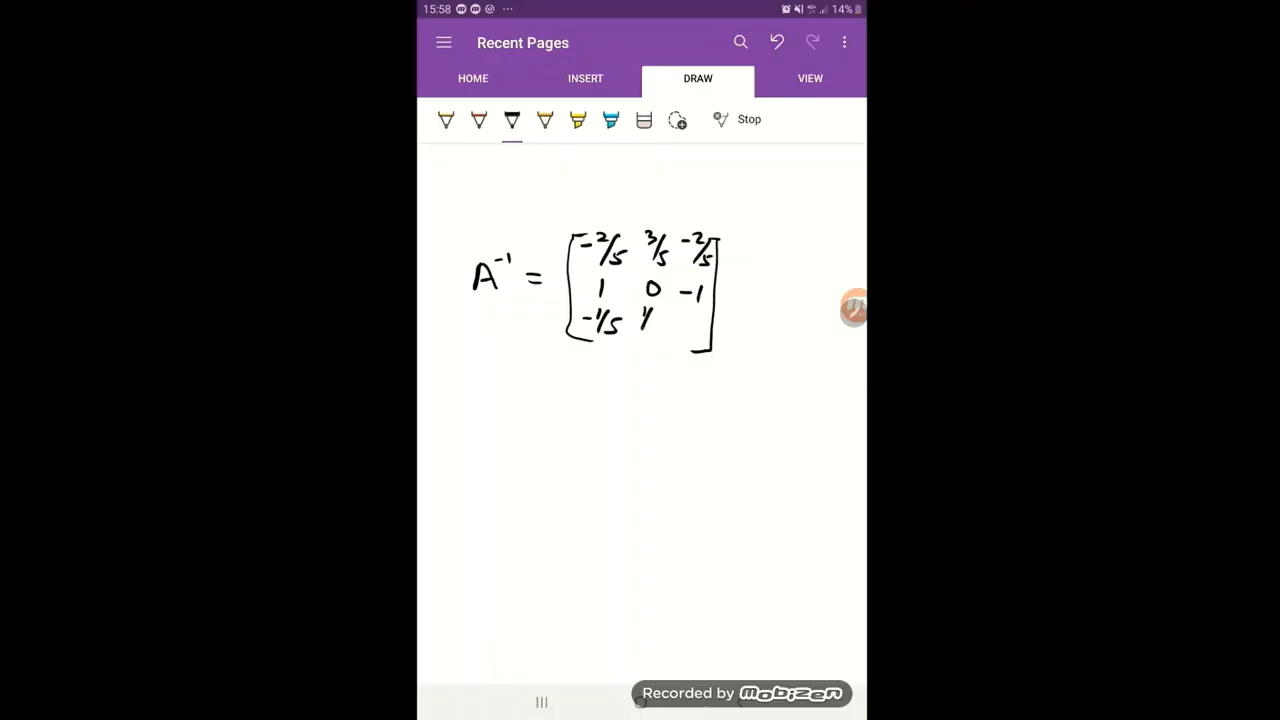 15:58 ... 14%
Recent Pages
HOME INSERT DRAW VIEW
Stop
A⁻¹ = [-2/5 3/5 -2/5
1 0 -1
-1/5 1/ ]
Recorded by Mobizen